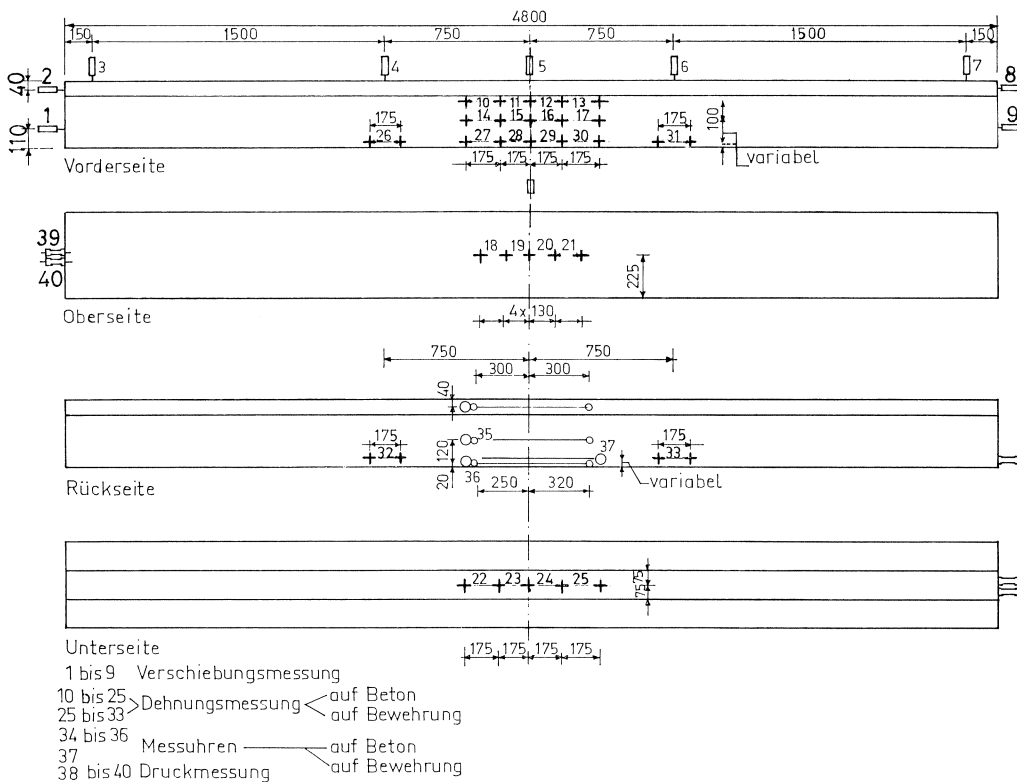 4800
150 1500 750 750 1500 150
3 4 5 6 7
40 2 8
10 11 12 13
14 15 16 17
175 175 100
1 26 27 28 29 30 31 9
110
175 175 175 175
variabel
Vorderseite
39
40
18 19 20 21
225
4 x 130
Oberseite
750 750
300 300
40
175 175
35 37
32 120 33
20 36
250 320
variabel
Rückseite
22 23 24 25
75 75
Unterseite
175 175 175 175
1 bis 9 Verschiebungsmessung
10 bis 25 Dehnungsmessung auf Beton
25 bis 33 auf Bewehrung
34 bis 36 Messuhren auf Beton
37 auf Bewehrung
38 bis 40 Druckmessung